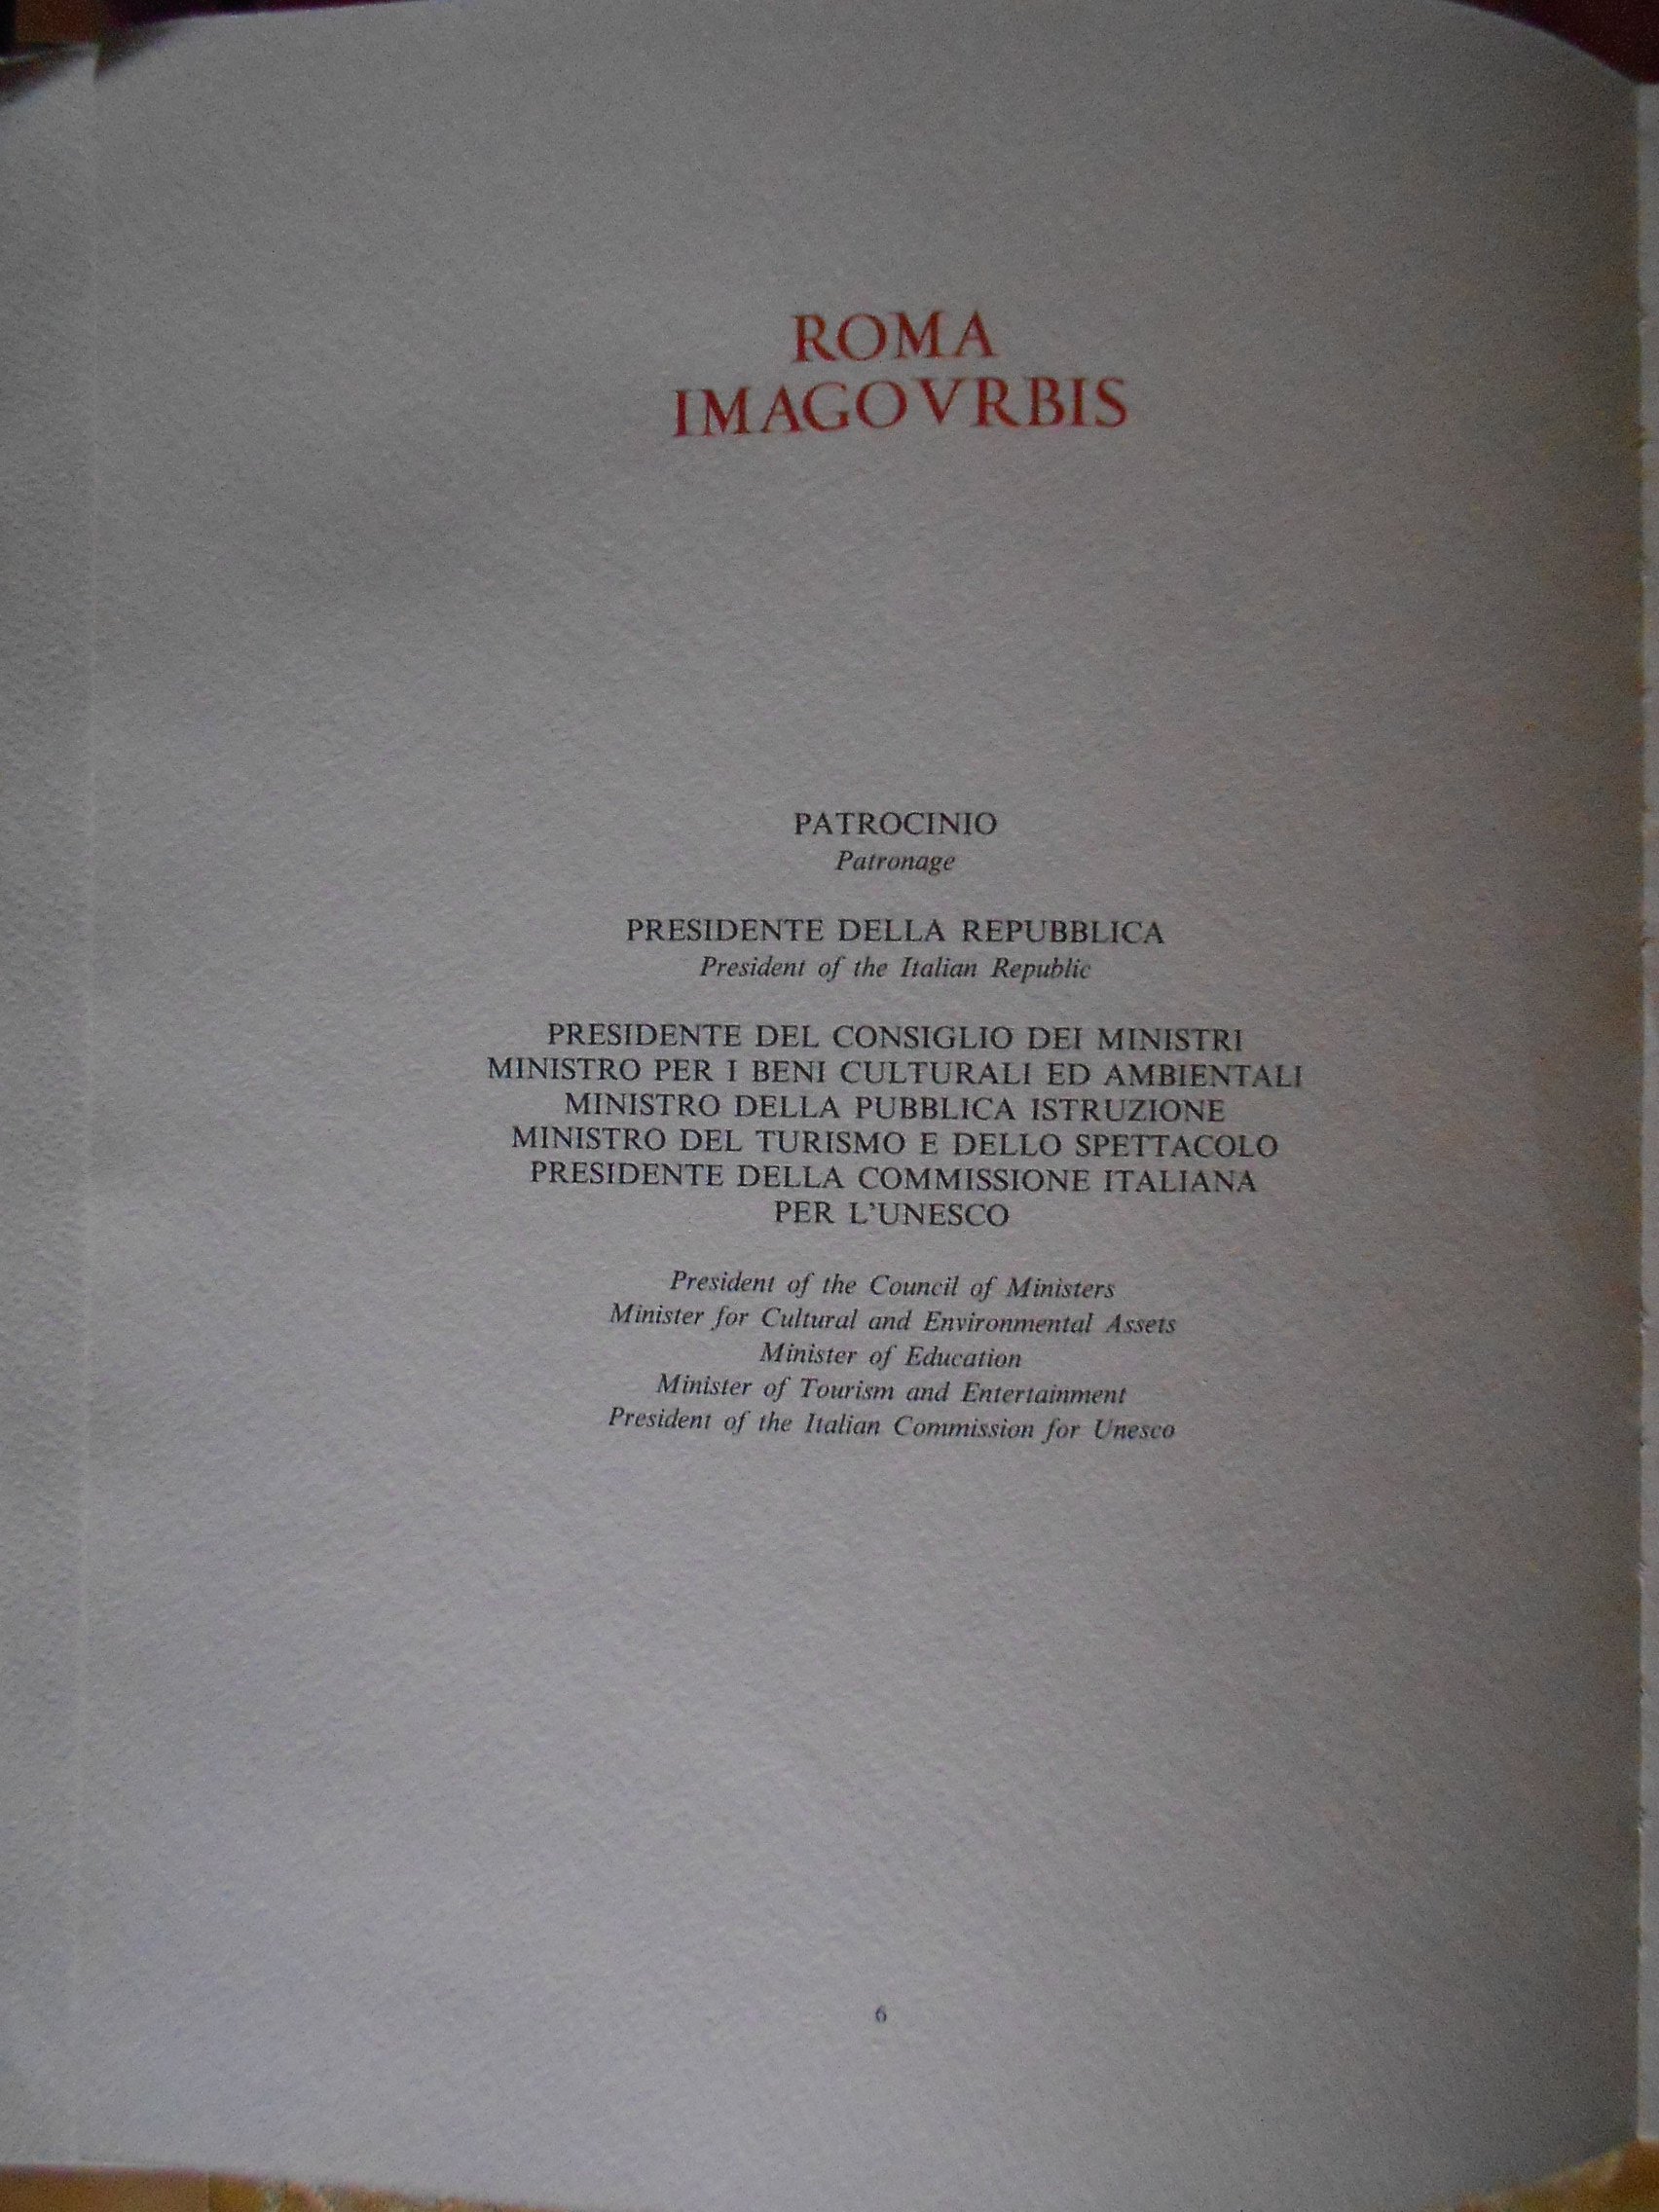 ROMA
IMAGOVRBIS
PATROCINIO
Patronage
PRESIDENTE DELLA REPUBBLICA
President of the Italian Republic
PRESIDENTE DEL CONSIGLIO DEI MINISTRI
MINISTRO PER I BENI CULTURALI ED AMBIENTALI
MINISTRO DELLA PUBBLICA ISTRUZIONE
MINISTRO DEL TURISMO E DELLO SPETTACOLO
PRESIDENTE DELLA COMMISSIONE ITALIANA
PER L'UNESCO
President of the Council of Ministers
Minister for Cultural and Environmental Assets
Minister of Education
Minister of Tourism and Entertainment
President of the Italian Commission for Unesco
6